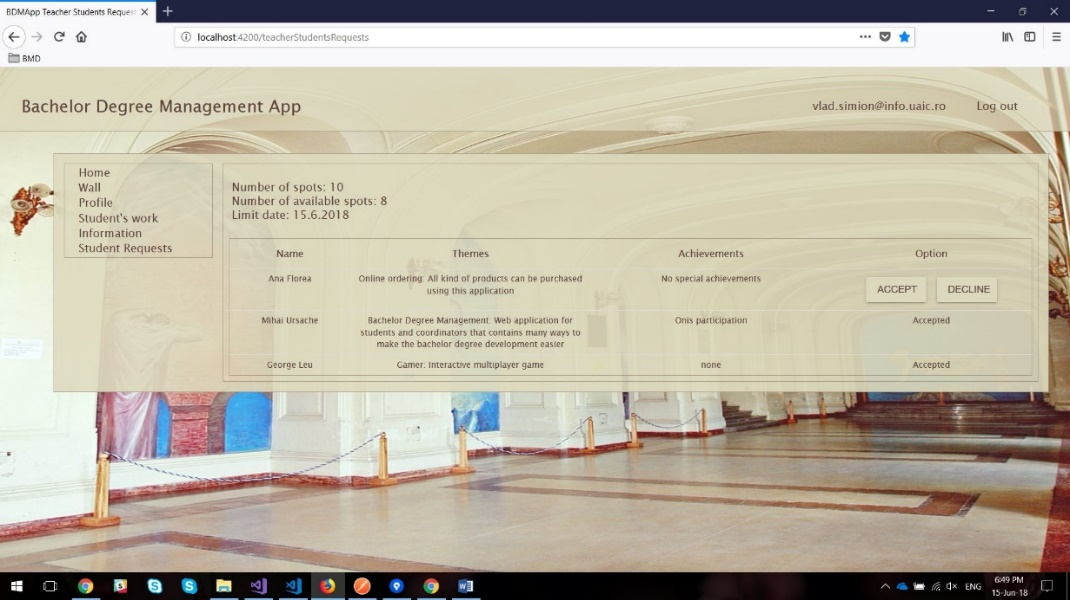 BDMApp Teacher Students Reques
localhost:4200/teacherStudentsRequests
BMD
Bachelor Degree Management App
vlad.simion@info.uaic.ro Log out
Home
Wall
Profile
Student's work
Information
Student Requests
Number of spots: 10
Number of available spots: 8
Limit date: 15.6.2018
Name Themes Achievements Option
Ana Florea Online ordering: All kind of products can be purchased No special achievements ACCEPT DECLINE
using this application
Mihai Ursache Bachelor Degree Management: Web application for Onis participation Accepted
students and coordinators that contains many ways to
make the bachelor degree development easier
George Leu Gamer: Interactive multiplayer game none Accepted
ENG 6:49 PM
15-Jun-18